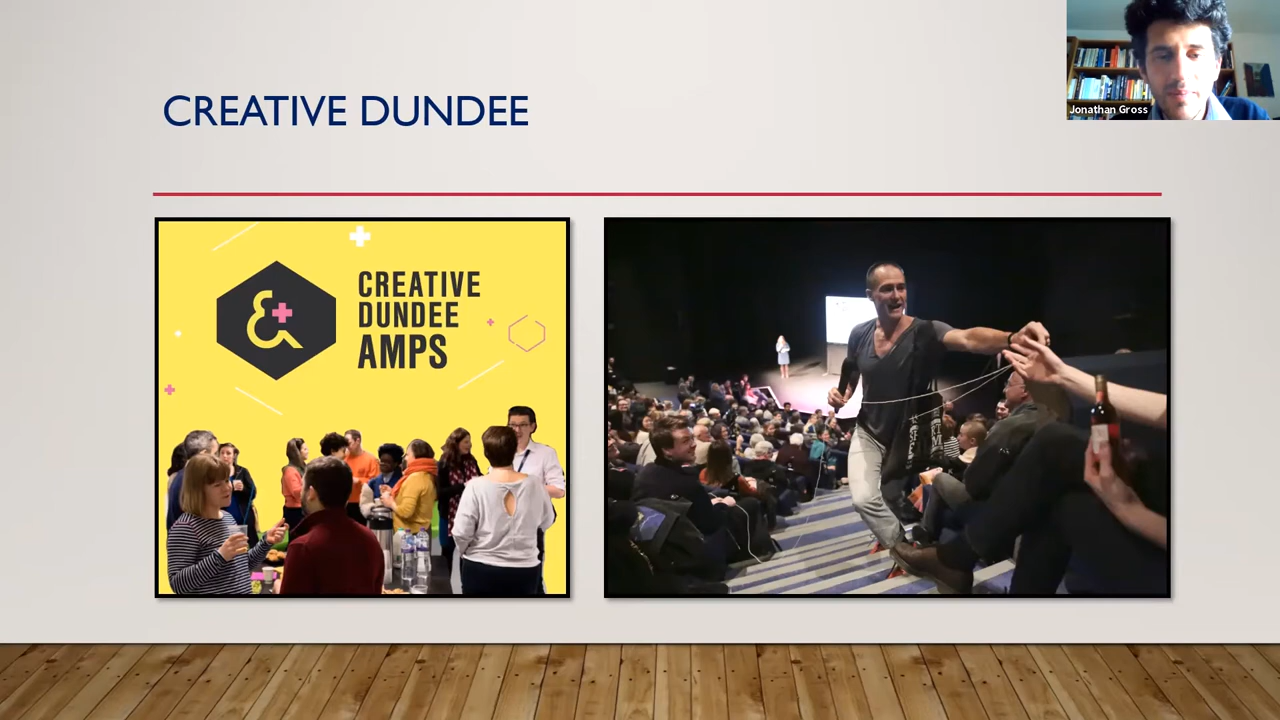 CREATIVE DUNDEE
Jonathan Gross
&
CREATIVE
DUNDEE
AMPS